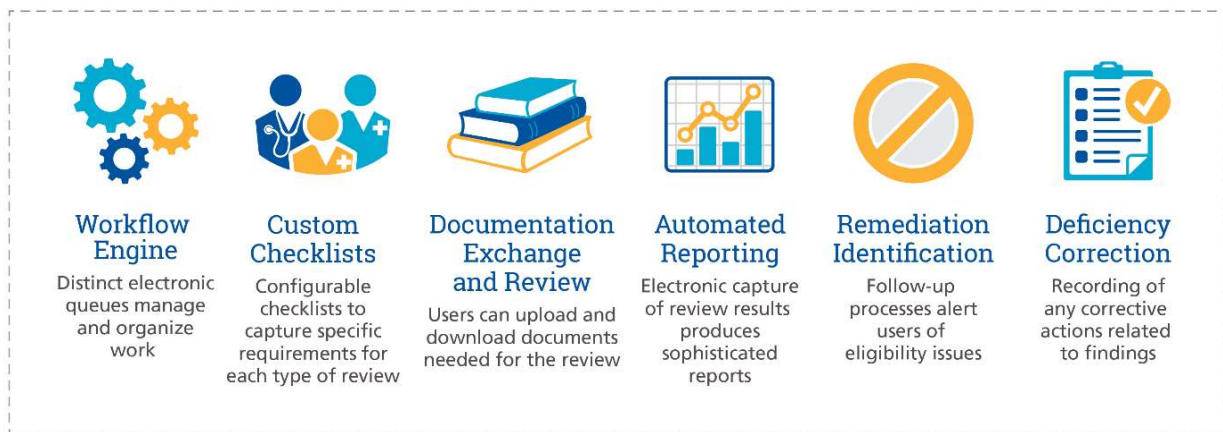 Workflow
Engine
Distinct electronic
queues manage
and organize
work
Custom
Checklists
Configurable
checklists to
capture specific
requirements for
each type of review
Documentation
Exchange
and Review
Users can upload and
download documents
needed for the review
Automated
Reporting
Electronic capture
of review results
produces
sophisticated
reports
Remediation
Identification
Follow-up
processes alert
users of
eligibility issues
Deficiency
Correction
Recording of
any corrective
actions related
to findings